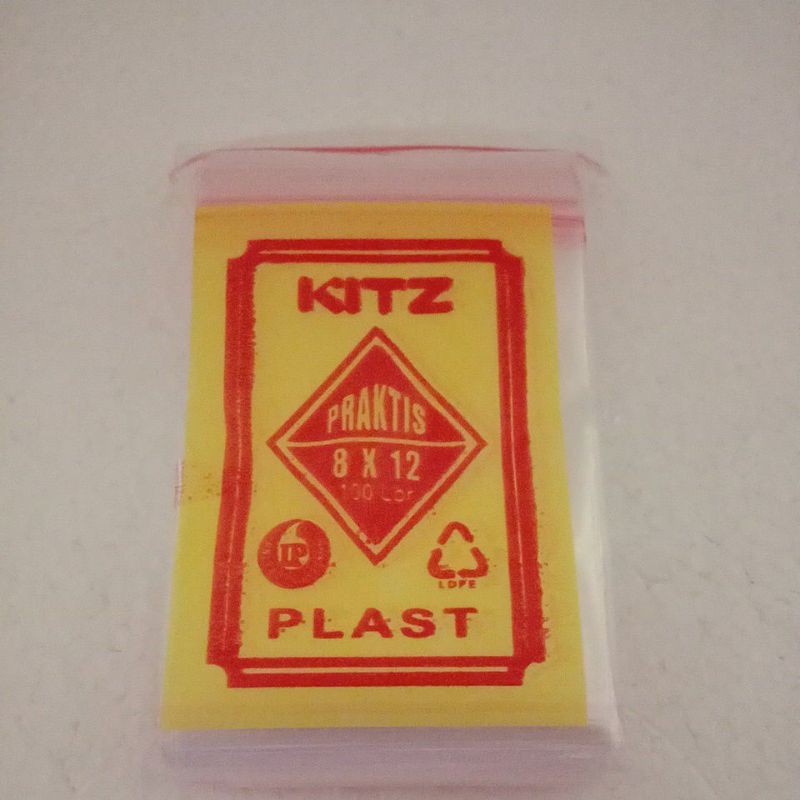 KITZ
PRAKTIS
8 X 12
100 Lbr
LDPE
PLAST